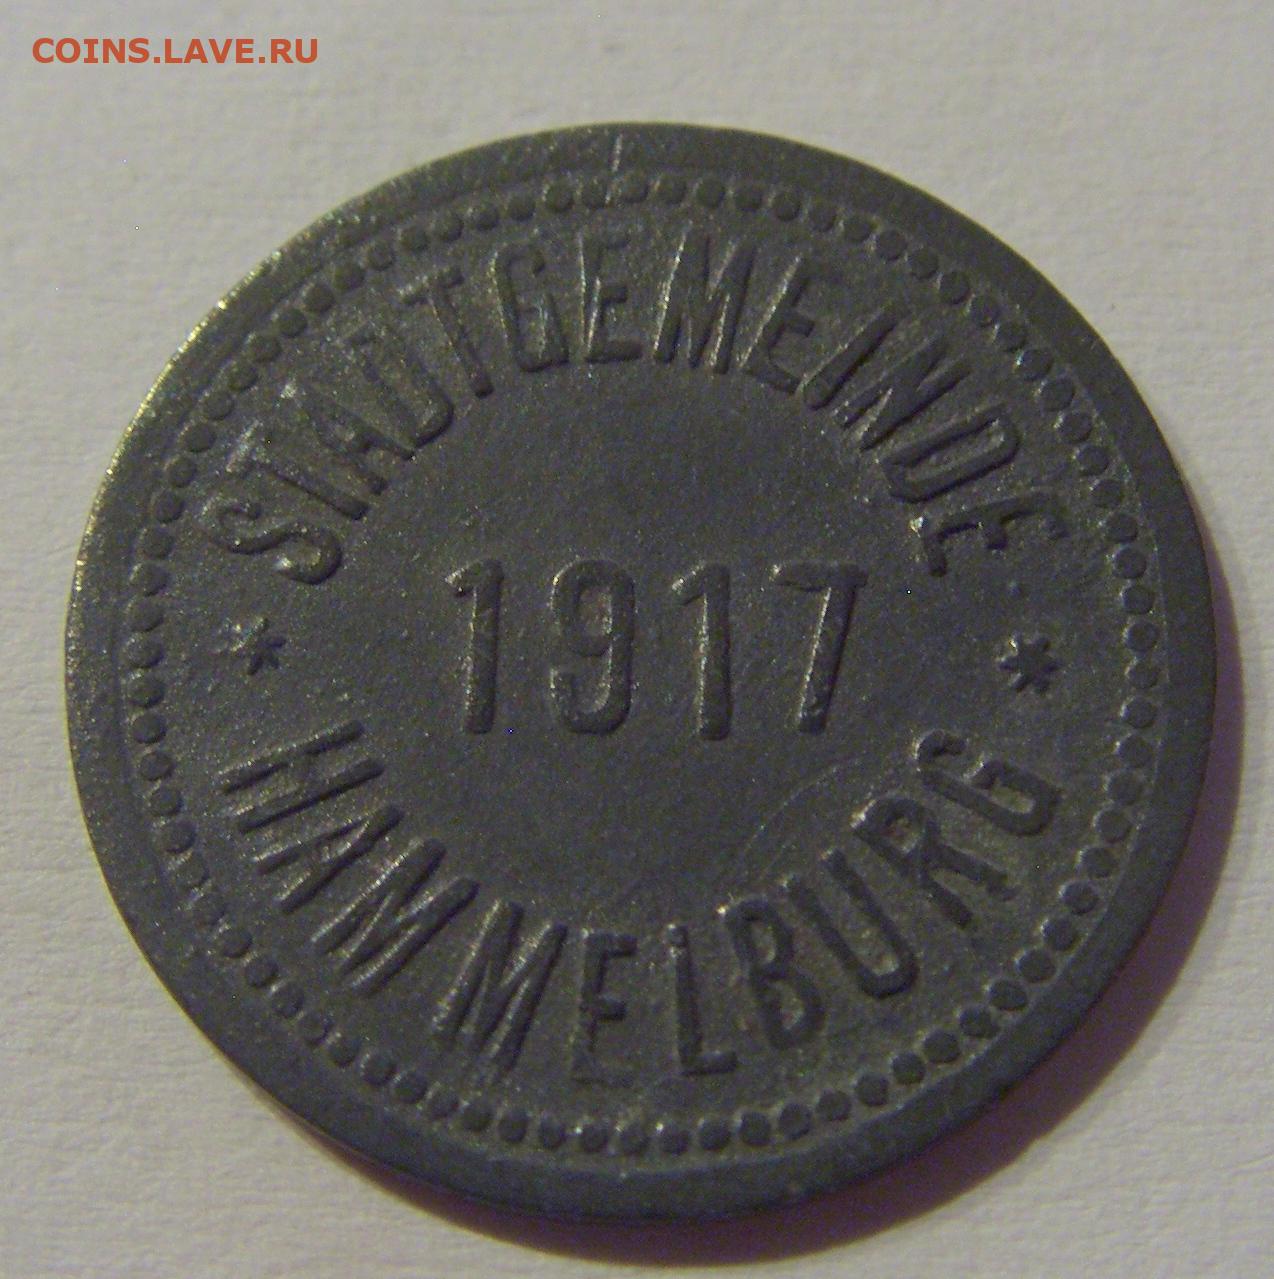 COINS.LAVE.RU
STADTGEMEINDE
1917
* HAMMELBURG *